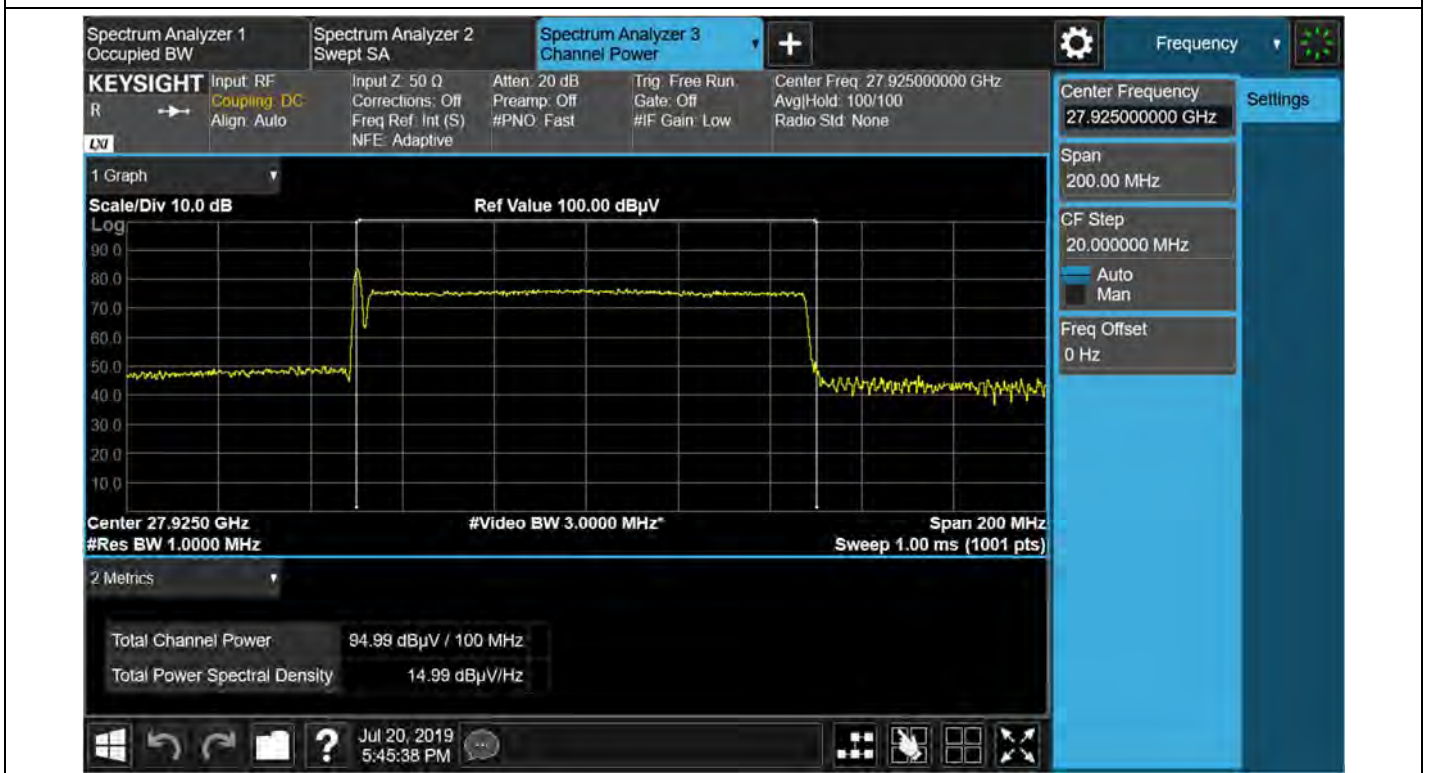 Spectrum Analyzer 1
Occupied BW
Spectrum Analyzer 2
Swept SA
Spectrum Analyzer 3
Channel Power
Frequency
KEYSIGHT
R
LXI
Input: RF
Coupling: DC
Align: Auto
Input Z: 50 Ω
Corrections: Off
Freq Ref: Int (S)
NFE: Adaptive
Atten: 20 dB
Preamp: Off
#PNO: Fast
Trig: Free Run
Gate: Off
#IF Gain: Low
Center Freq: 27.925000000 GHz
Avg|Hold: 100/100
Radio Std: None
Center Frequency
27.925000000 GHz
Settings
Span
200.00 MHz
CF Step
20.000000 MHz
Auto
Man
Freq Offset
0 Hz
1 Graph
Scale/Div 10.0 dB
Ref Value 100.00 dBµV
Log
90.0
80.0
70.0
60.0
50.0
40.0
30.0
20.0
10.0
Center 27.9250 GHz
#Video BW 3.0000 MHz*
Span 200 MHz
#Res BW 1.0000 MHz
Sweep 1.00 ms (1001 pts)
2 Metrics
Total Channel Power 94.99 dBµV / 100 MHz
Total Power Spectral Density 14.99 dBµV/Hz
?
Jul 20, 2019
5:45:38 PM